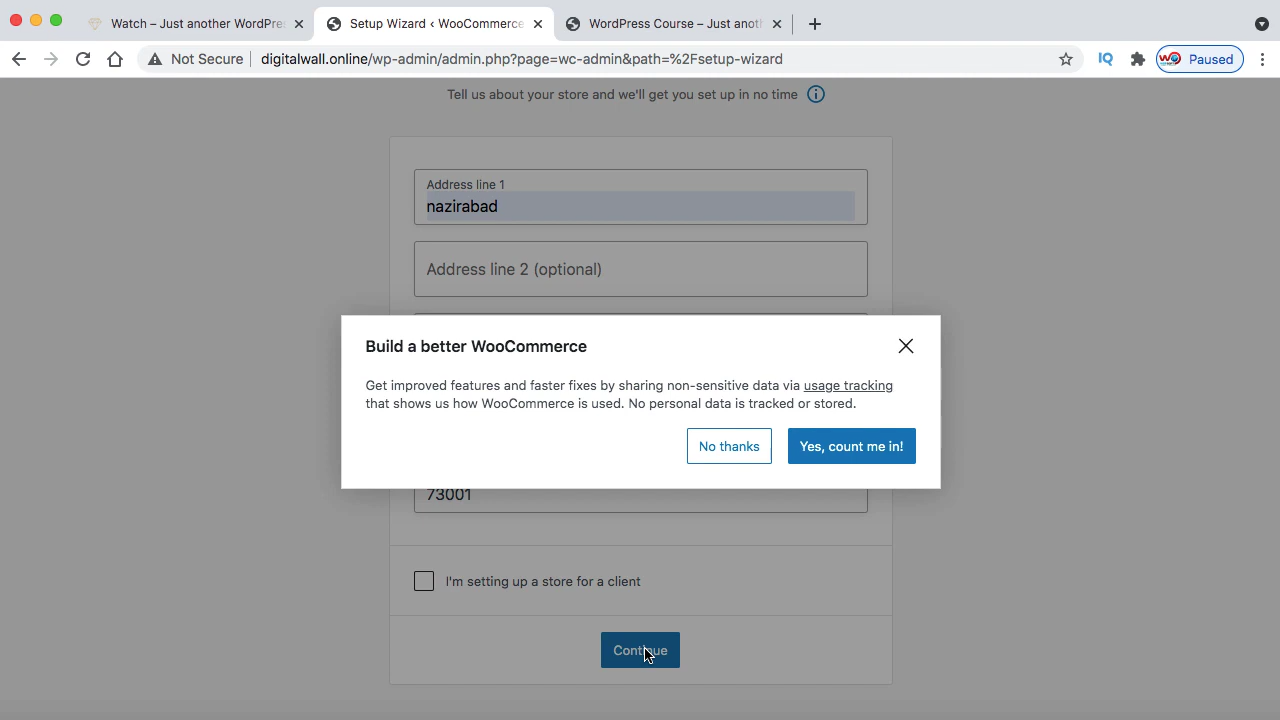 Watch – Just another WordPre
Setup Wizard ‹ WooCommerce
WordPress Course – Just anot
Not Secure
digitalwall.online/wp-admin/admin.php?page=wc-admin&path=%2Fsetup-wizard
IQ
Paused
Tell us about your store and we'll get you set up in no time
Address line 1
nazirabad
Address line 2 (optional)
Build a better WooCommerce
Get improved features and faster fixes by sharing non-sensitive data via usage tracking
that shows us how WooCommerce is used. No personal data is tracked or stored.
No thanks
Yes, count me in!
73001
I'm setting up a store for a client
Continue